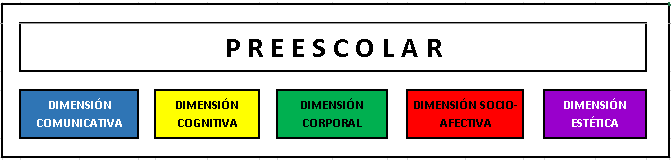 PREESCOLAR
DIMENSIÓN
COMUNICATIVA
DIMENSIÓN
COGNITIVA
DIMENSIÓN
CORPORAL
DIMENSIÓN SOCIO-
AFECTIVA
DIMENSIÓN
ESTÉTICA